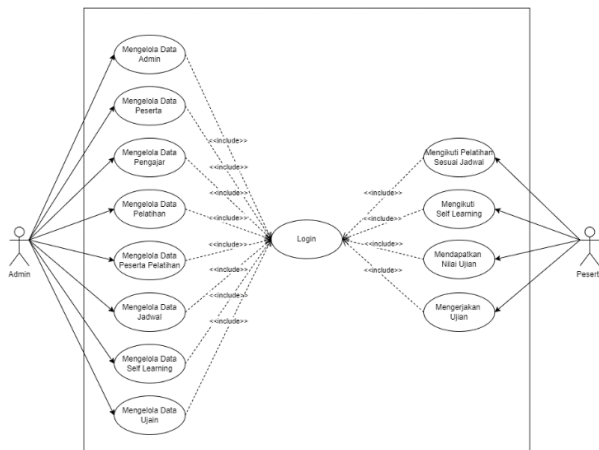 Mengelola Data
Admin
Mengelola Data
Peserta
<<include>>
Mengelola Data
Pengajar
<<include>>
<<include>>
Mengelola Data
Pelatihan
<<include>>
Mengelola Data
Peserta Pelatihan
<<include>>
Mengelola Data
Jadwal
<<include>>
<<include>>
Mengelola Data
Self Learning
<<include>>
Mengelola Data
Ujain
Admin
Login
Mengikuti Pelatihan
Sesuai Jadwal
<<include>>
Mengikuti
Self Learning
<<include>>
Mendapatkan
Nilai Ujian
<<include>>
Mengerjakan
Ujian
<<include>>
Peserta